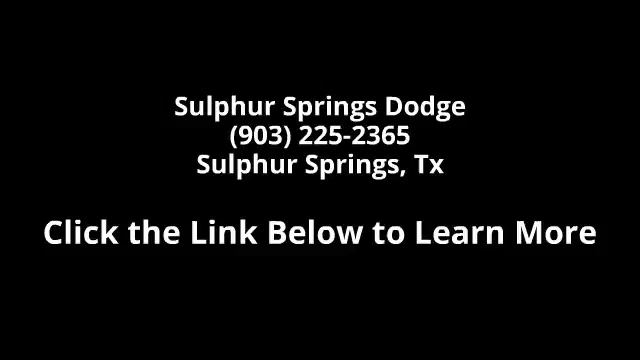 Sulphur Springs Dodge
(903) 225-2365
Sulphur Springs, Tx
Click the Link Below to Learn More